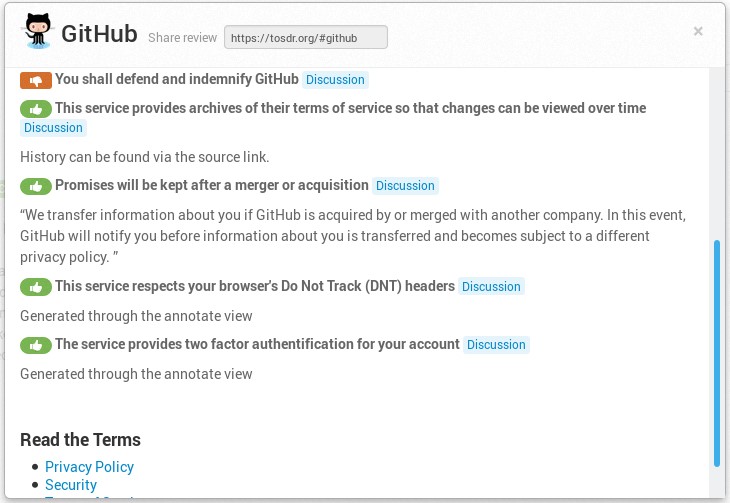 GitHub Share review https://tosdr.org/#github ×
You shall defend and indemnify GitHub Discussion
This service provides archives of their terms of service so that changes can be viewed over time
Discussion
History can be found via the source link.
Promises will be kept after a merger or acquisition Discussion
“We transfer information about you if GitHub is acquired by or merged with another company. In this event,
GitHub will notify you before information about you is transferred and becomes subject to a different
privacy policy. ”
This service respects your browser's Do Not Track (DNT) headers Discussion
Generated through the annotate view
The service provides two factor authentification for your account Discussion
Generated through the annotate view
Read the Terms
Privacy Policy
Security